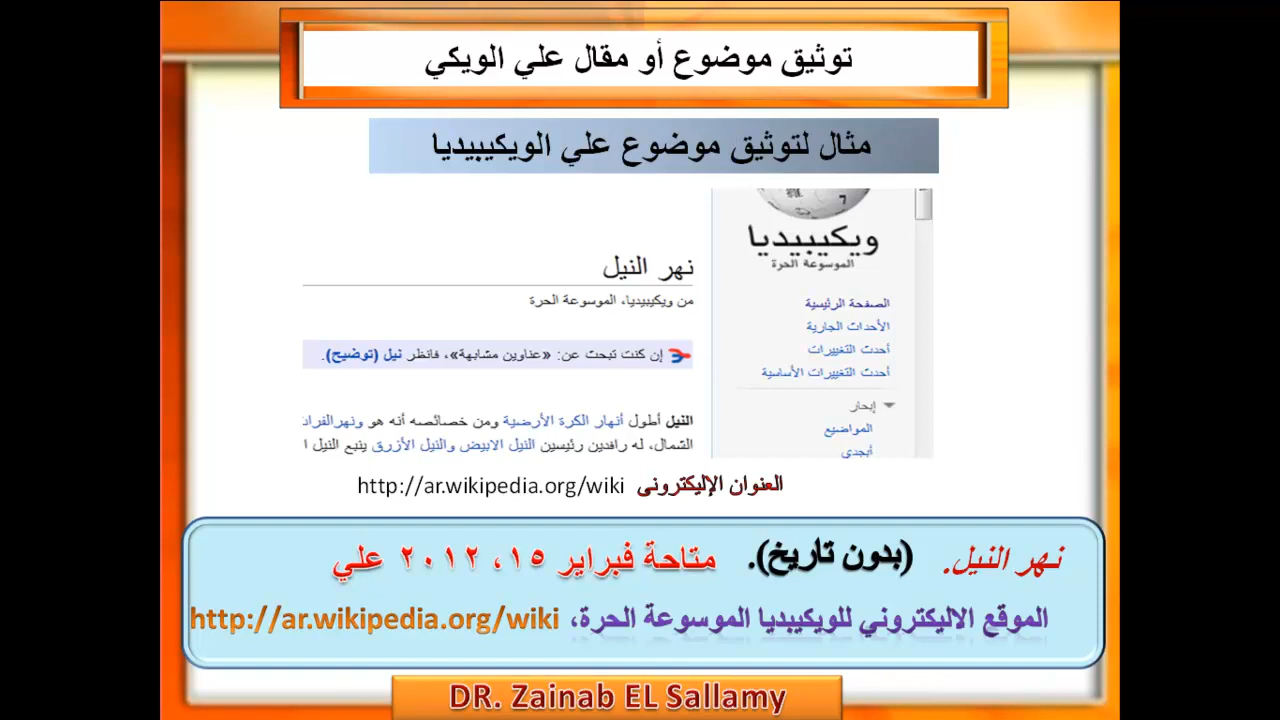 توثيق موضوع أو مقال علي الويكي
مثال لتوثيق موضوع علي الويكيبيديا
ويكيبيديا
الموسوعة الحرة
الصفحة الرئيسية
الأحداث الجارية
أحدث التغييرات
أحدث التغييرات الأساسية
إبحار
المواضيع
أبجدي
نهر النيل
من ويكيبيديا، الموسوعة الحرة
إن كنت تبحث عن: «عناوين مشابهة»، فانظر نيل (توضيح).
النيل أطول أنهار الكرة الأرضية ومن خصائصه أنه هو ونهرالفرات
الشمال، له رافدين رئيسين النيل الابيض والنيل الأزرق ينبع النيل ا
العنوان الإليكترونى http://ar.wikipedia.org/wiki
نهر النيل. (بدون تاريخ). متاحة فبراير ١٥، ٢٠١٢ علي
الموقع الاليكتروني للويكيبديا الموسوعة الحرة، http://ar.wikipedia.org/wiki
DR. Zainab EL Sallamy